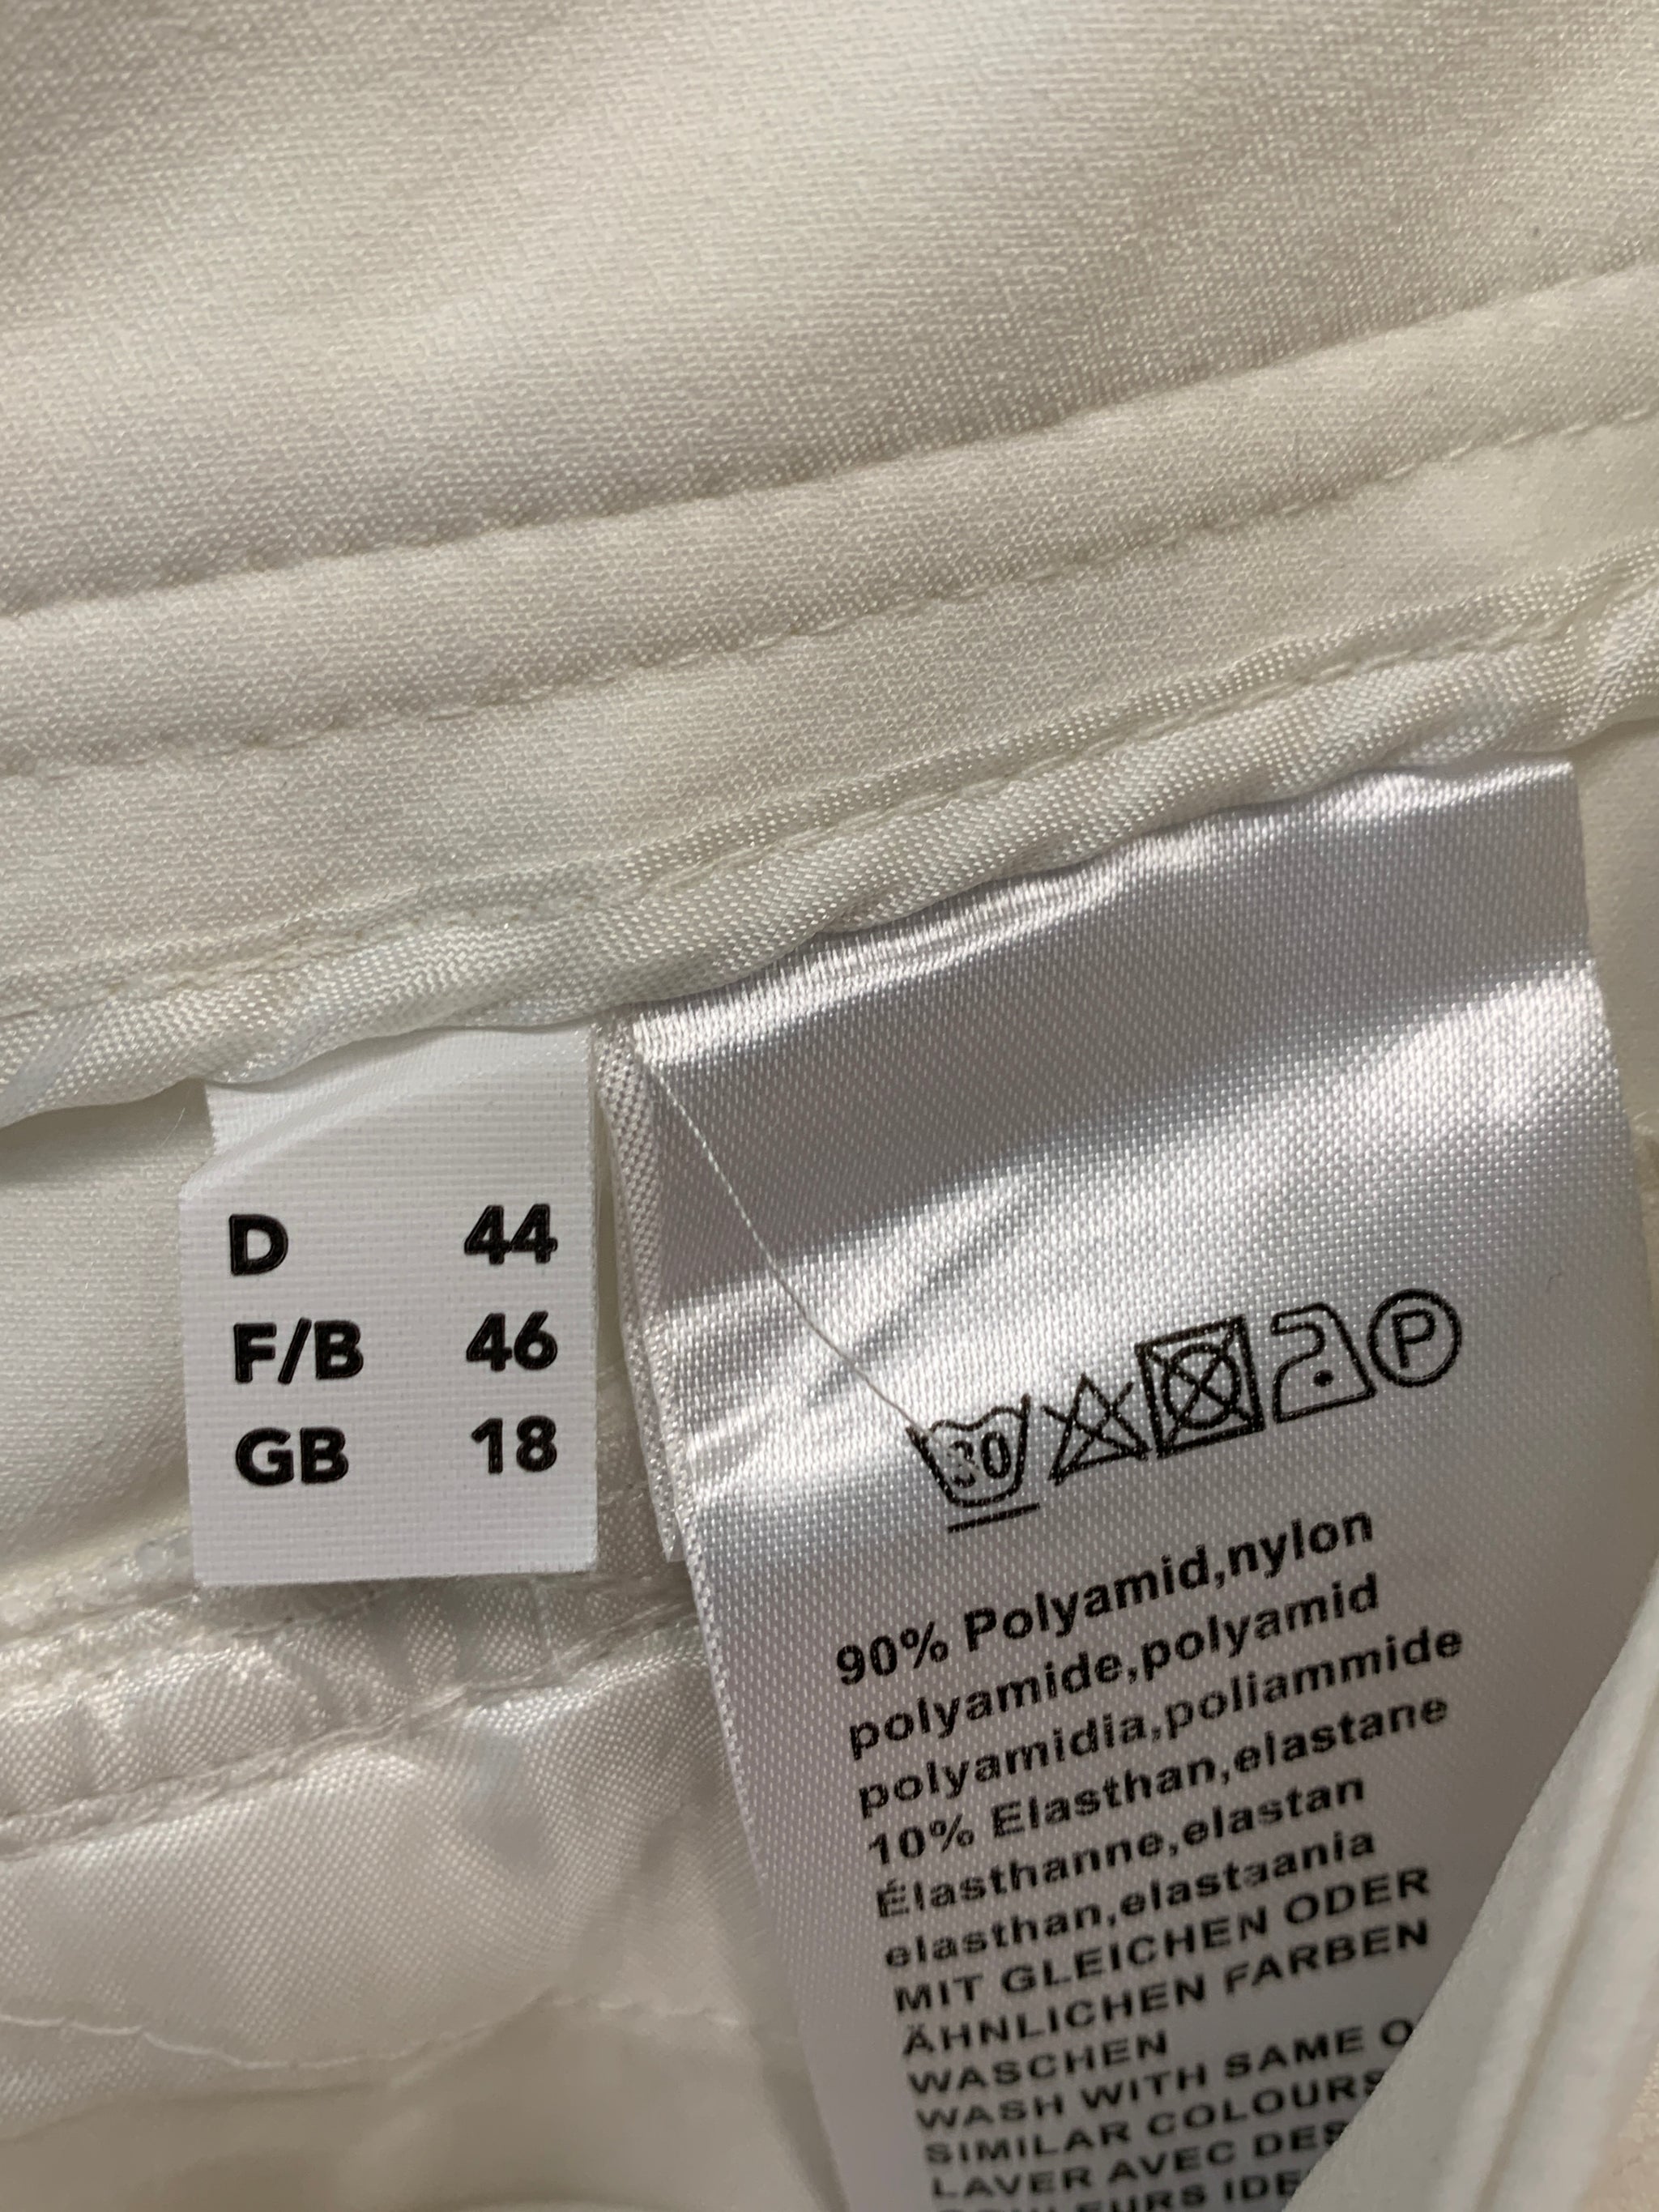 D 44
F/B 46
GB 18
30
P
90% Polyamid,nylon
polyamide,polyamid
polyamidia,poliammide
10% Elasthan,elastane
Élasthanne,elastan
elasthan,elastaania
MIT GLEICHEN ODER
ÄHNLICHEN FARBEN
WASCHEN
WASH WITH SAME
SIMILAR COLOURS
LAVER AVEC DES